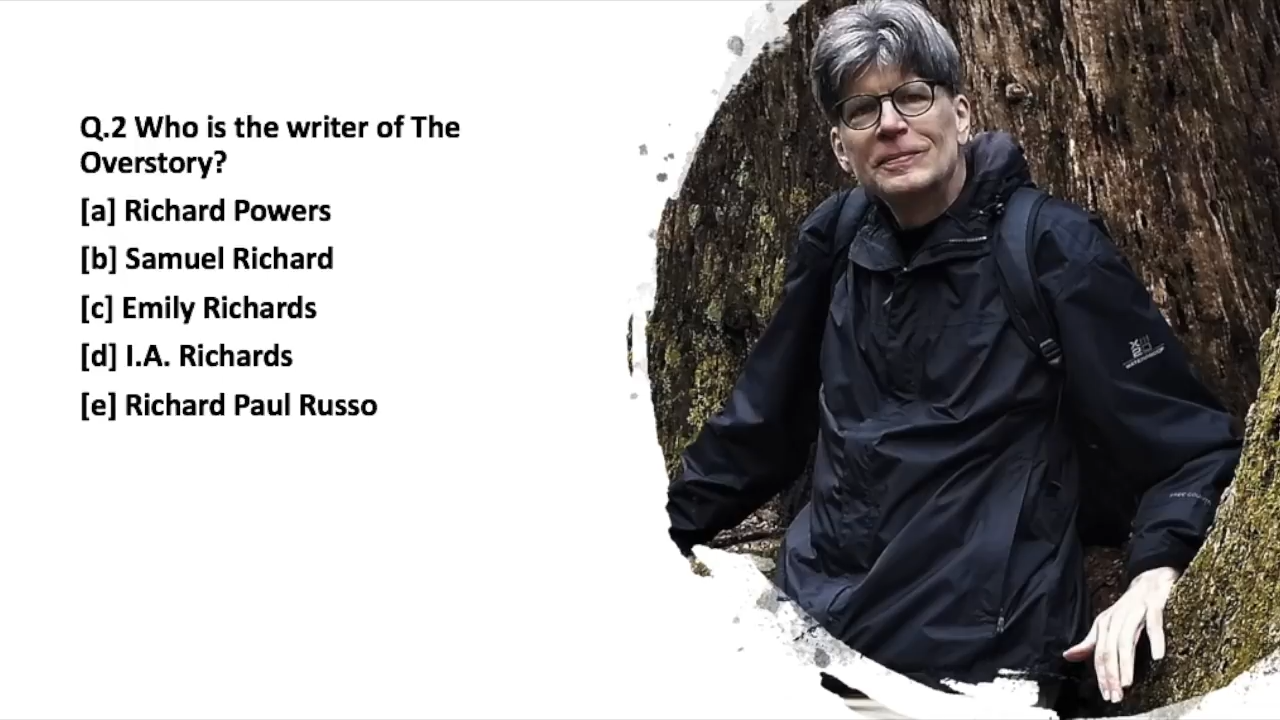 Q.2 Who is the writer of The
Overstory?
[a] Richard Powers
[b] Samuel Richard
[c] Emily Richards
[d] I.A. Richards
[e] Richard Paul Russo